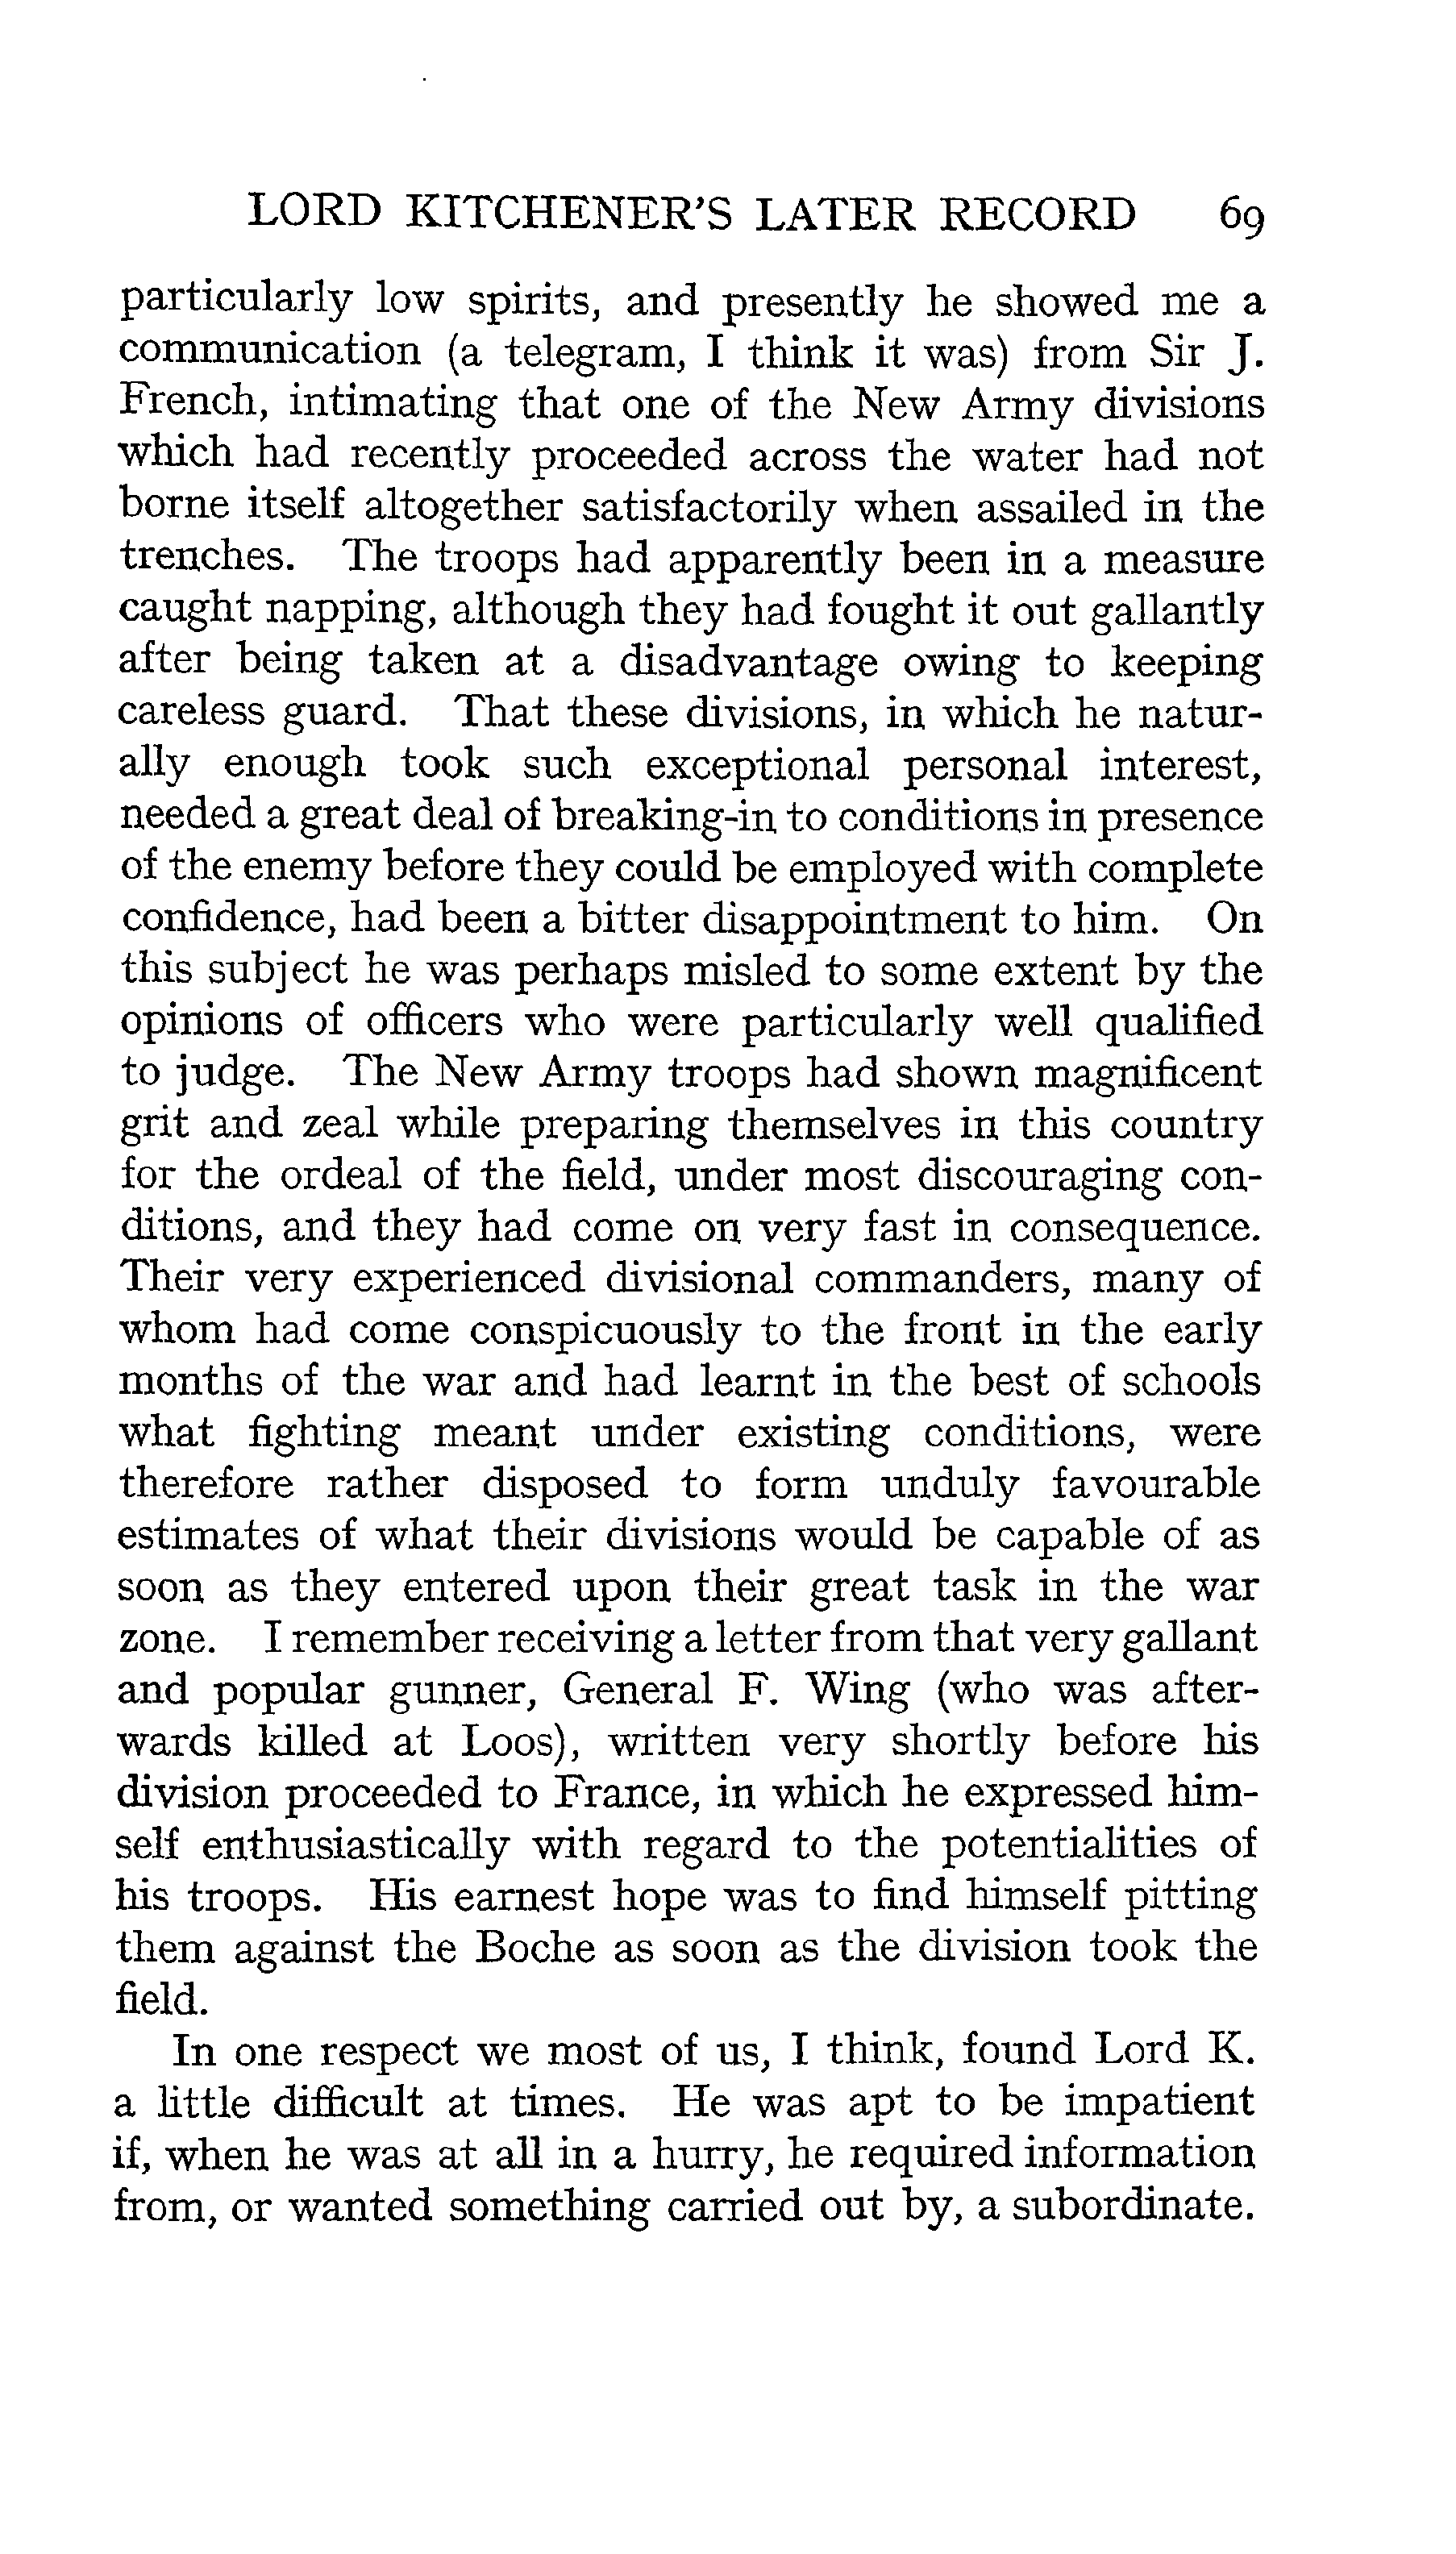 LORD KITCHENER'S LATER RECORD 69
particularly low spirits, and presently he showed me a
communication (a telegram, I think it was) from Sir J.
French, intimating that one of the New Army divisions
which had recently proceeded across the water had not
borne itself altogether satisfactorily when assailed in the
trenches. The troops had apparently been in a measure
caught napping, although they had fought it out gallantly
after being taken at a disadvantage owing to keeping
careless guard. That these divisions, in which he natur-
ally enough took such exceptional personal interest,
needed a great deal of breaking-in to conditions in presence
of the enemy before they could be employed with complete
confidence, had been a bitter disappointment to him. On
this subject he was perhaps misled to some extent by the
opinions of officers who were particularly well qualified
to judge. The New Army troops had shown magnificent
grit and zeal while preparing themselves in this country
for the ordeal of the field, under most discouraging con-
ditions, and they had come on very fast in consequence.
Their very experienced divisional commanders, many of
whom had come conspicuously to the front in the early
months of the war and had learnt in the best of schools
what fighting meant under existing conditions, were
therefore rather disposed to form unduly favourable
estimates of what their divisions would be capable of as
soon as they entered upon their great task in the war
zone. I remember receiving a letter from that very gallant
and popular gunner, General F. Wing (who was after-
wards killed at Loos), written very shortly before his
division proceeded to France, in which he expressed him-
self enthusiastically with regard to the potentialities of
his troops. His earnest hope was to find himself pitting
them against the Boche as soon as the division took the
field.
In one respect we most of us, I think, found Lord K.
a little difficult at times. He was apt to be impatient
if, when he was at all in a hurry, he required information
from, or wanted something carried out by, a subordinate.